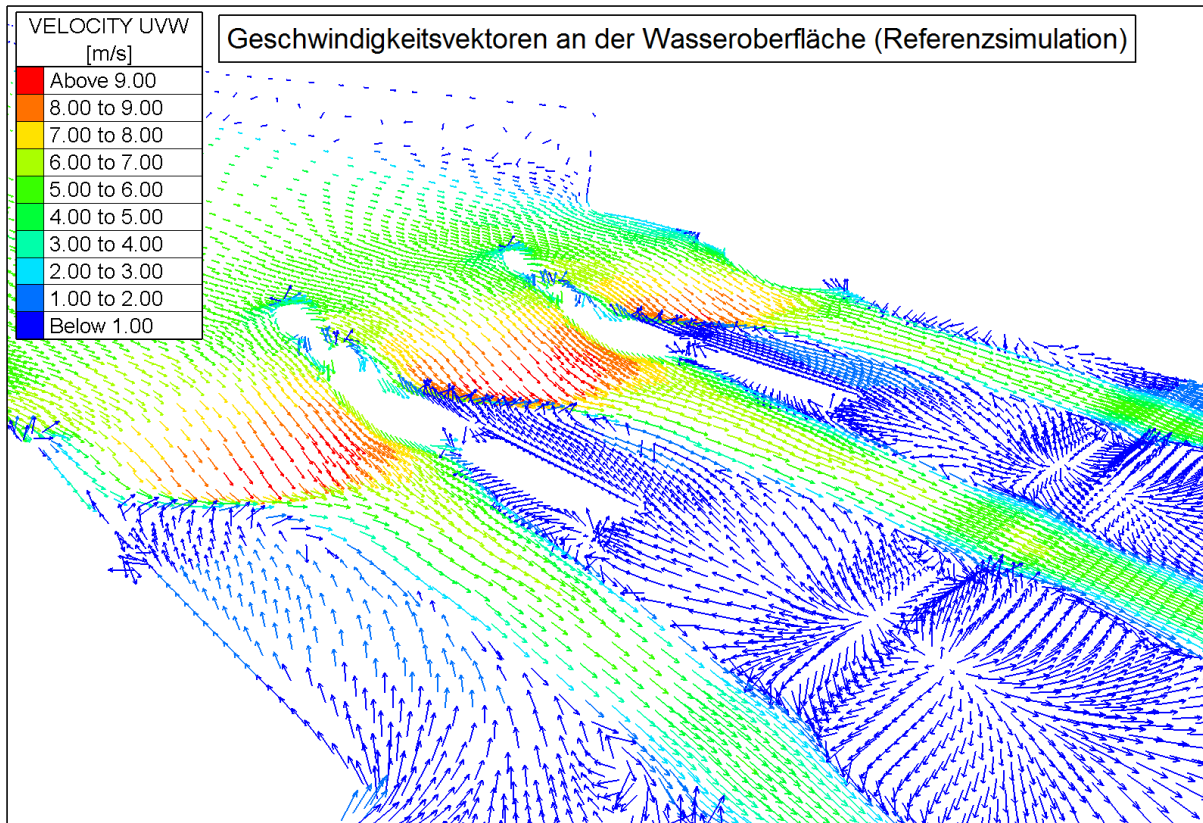 VELOCITY UVW
[m/s]
Above 9.00
8.00 to 9.00
7.00 to 8.00
6.00 to 7.00
5.00 to 6.00
4.00 to 5.00
3.00 to 4.00
2.00 to 3.00
1.00 to 2.00
Below 1.00
Geschwindigkeitsvektoren an der Wasseroberfläche (Referenzsimulation)